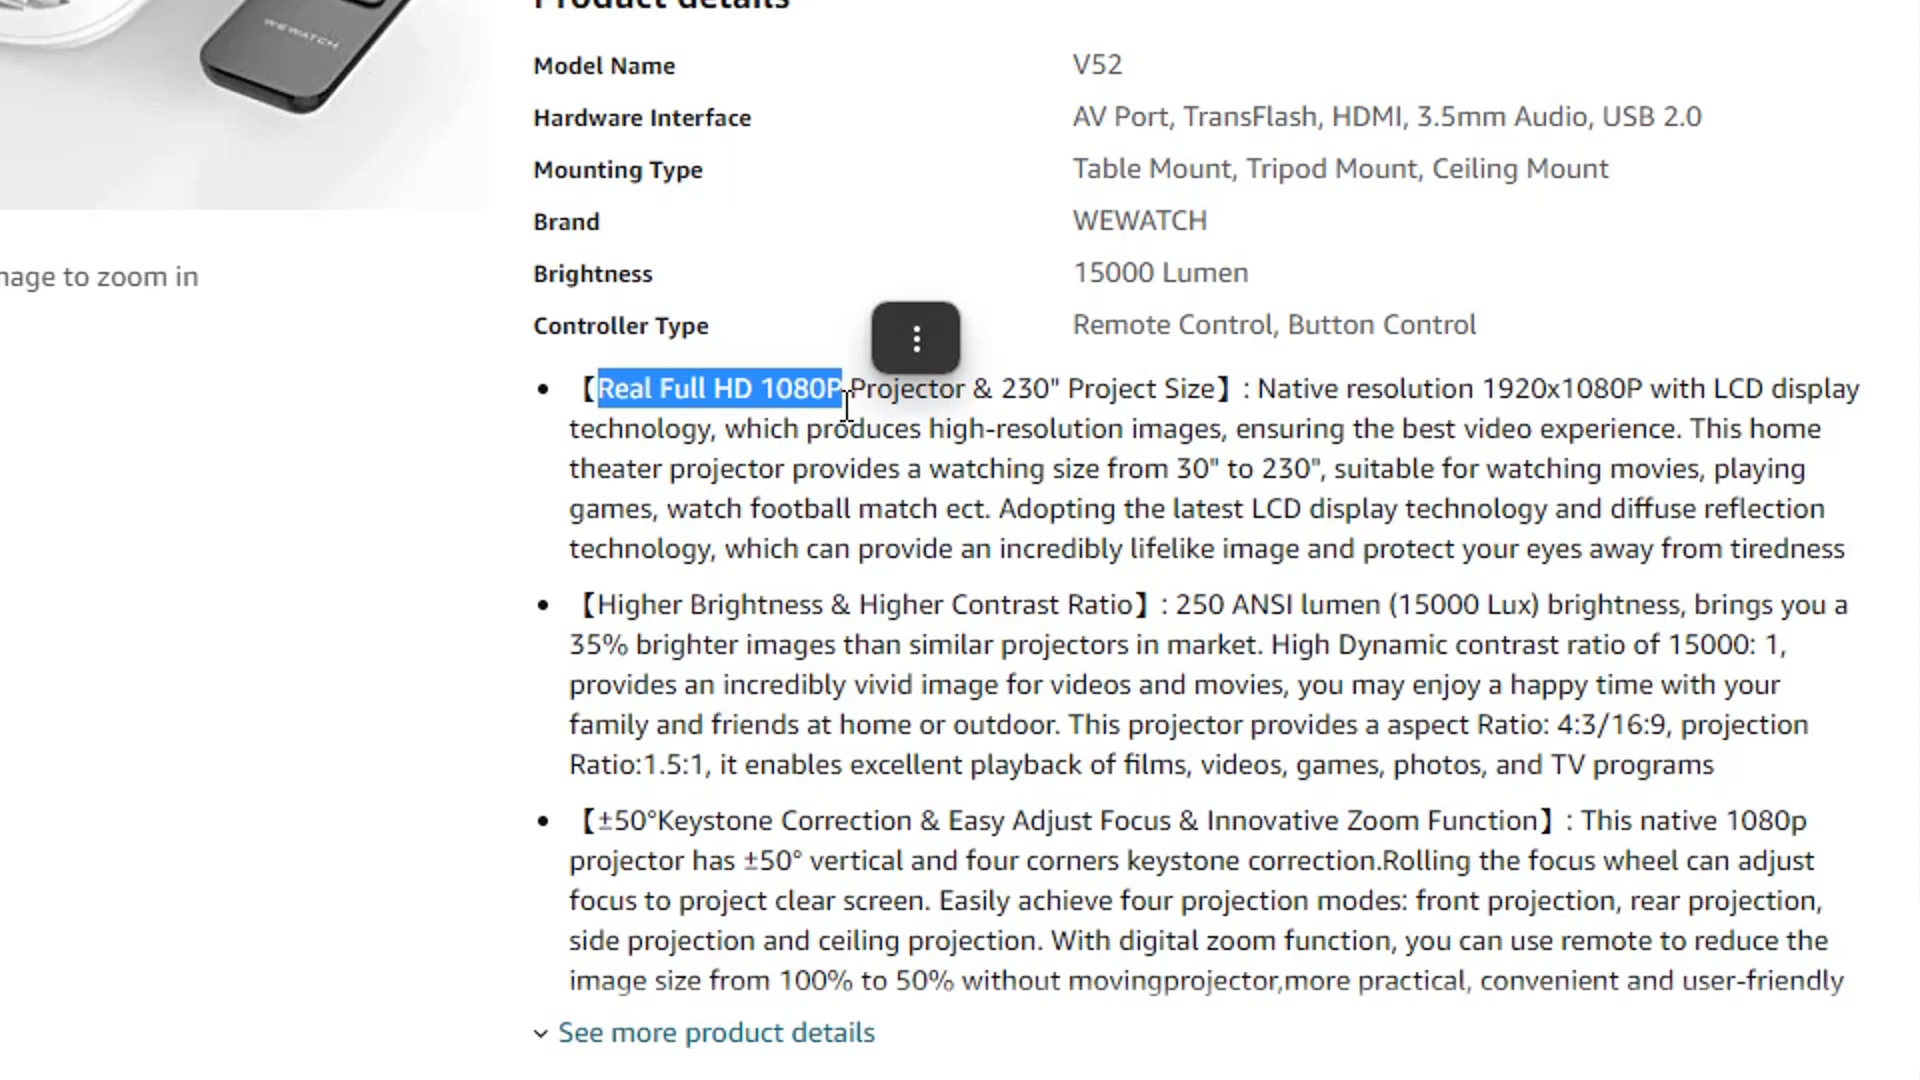 Product details
WEWATCH
Model Name V52
Hardware Interface AV Port, TransFlash, HDMI, 3.5mm Audio, USB 2.0
Mounting Type Table Mount, Tripod Mount, Ceiling Mount
Brand WEWATCH
mage to zoom in
Brightness 15000 Lumen
Controller Type Remote Control, Button Control
• 【Real Full HD 1080P Projector & 230" Project Size】: Native resolution 1920x1080P with LCD display
technology, which produces high-resolution images, ensuring the best video experience. This home
theater projector provides a watching size from 30" to 230", suitable for watching movies, playing
games, watch football match ect. Adopting the latest LCD display technology and diffuse reflection
technology, which can provide an incredibly lifelike image and protect your eyes away from tiredness
• 【Higher Brightness & Higher Contrast Ratio】: 250 ANSI lumen (15000 Lux) brightness, brings you a
35% brighter images than similar projectors in market. High Dynamic contrast ratio of 15000: 1,
provides an incredibly vivid image for videos and movies, you may enjoy a happy time with your
family and friends at home or outdoor. This projector provides a aspect Ratio: 4:3/16:9, projection
Ratio:1.5:1, it enables excellent playback of films, videos, games, photos, and TV programs
• 【±50°Keystone Correction & Easy Adjust Focus & Innovative Zoom Function】: This native 1080p
projector has ±50° vertical and four corners keystone correction.Rolling the focus wheel can adjust
focus to project clear screen. Easily achieve four projection modes: front projection, rear projection,
side projection and ceiling projection. With digital zoom function, you can use remote to reduce the
image size from 100% to 50% without movingprojector,more practical, convenient and user-friendly
See more product details